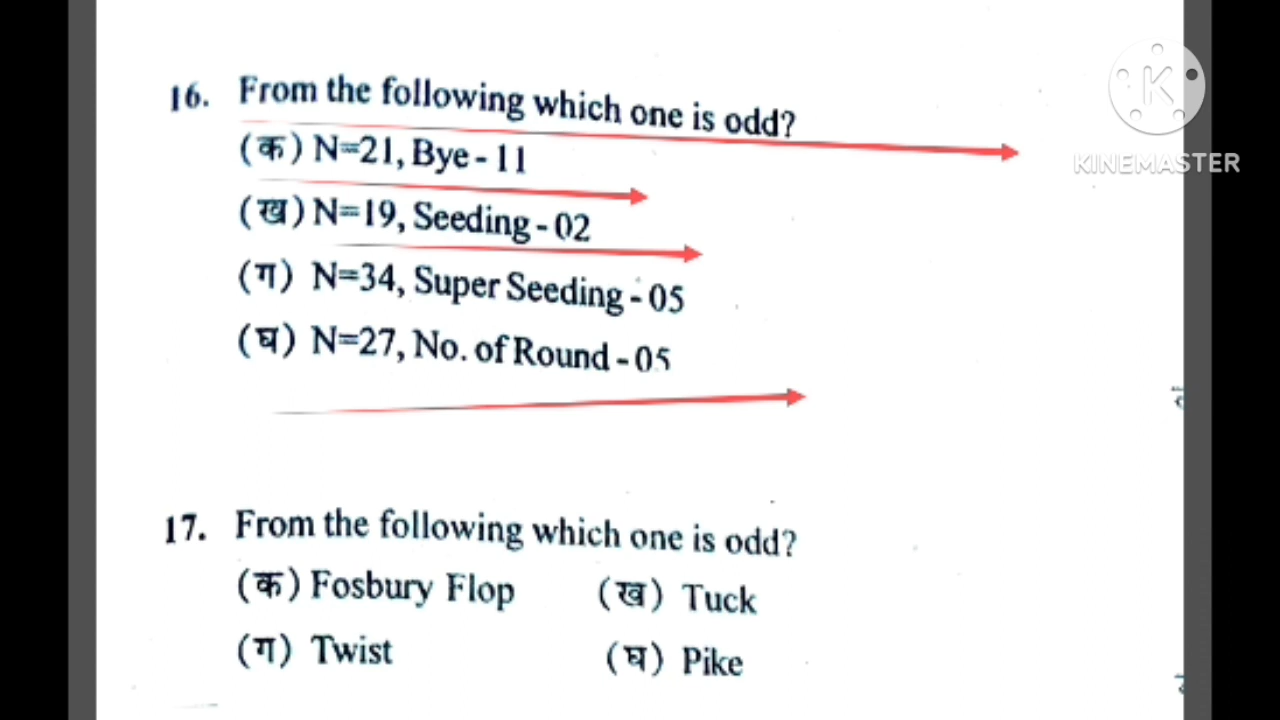 16. From the following which one is odd?
(क) N=21, Bye - 11
(ख) N=19, Seeding - 02
(ग) N=34, Super Seeding - 05
(घ) N=27, No. of Round - 05
17. From the following which one is odd?
(क) Fosbury Flop (ख) Tuck
(ग) Twist (घ) Pike
KINEMASTER